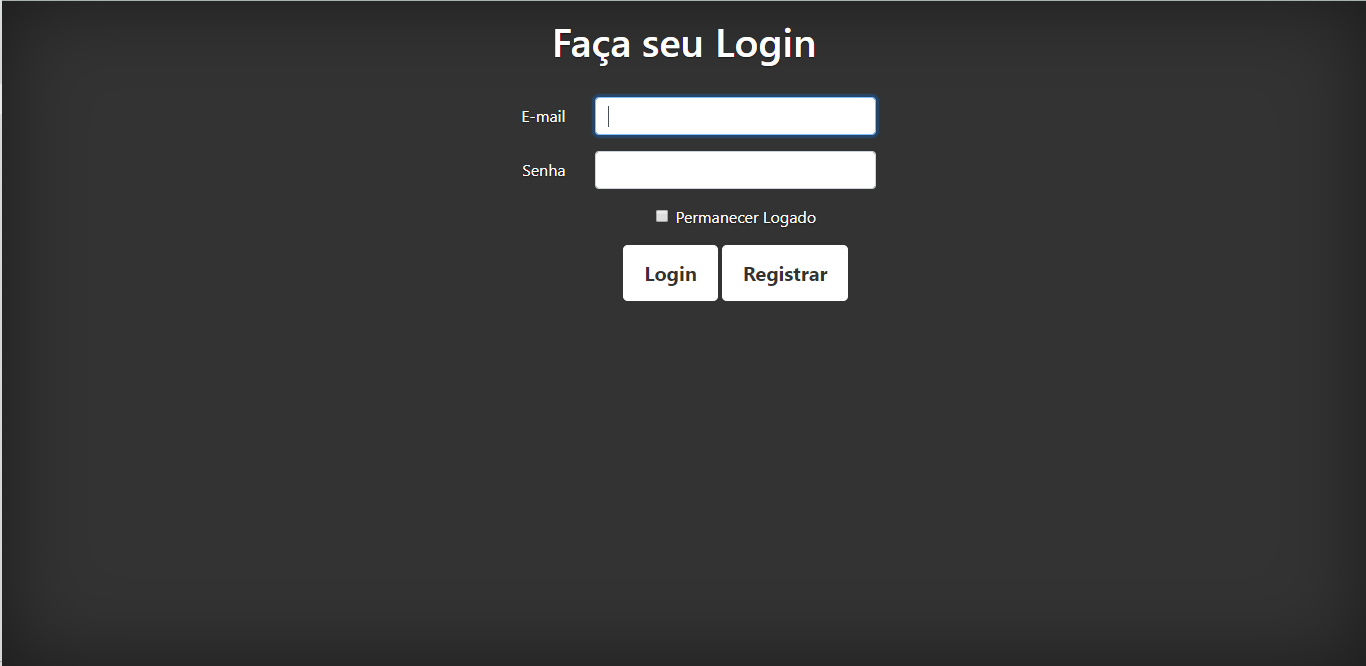 Faça seu Login
E-mail
Senha
Permanecer Logado
Login Registrar